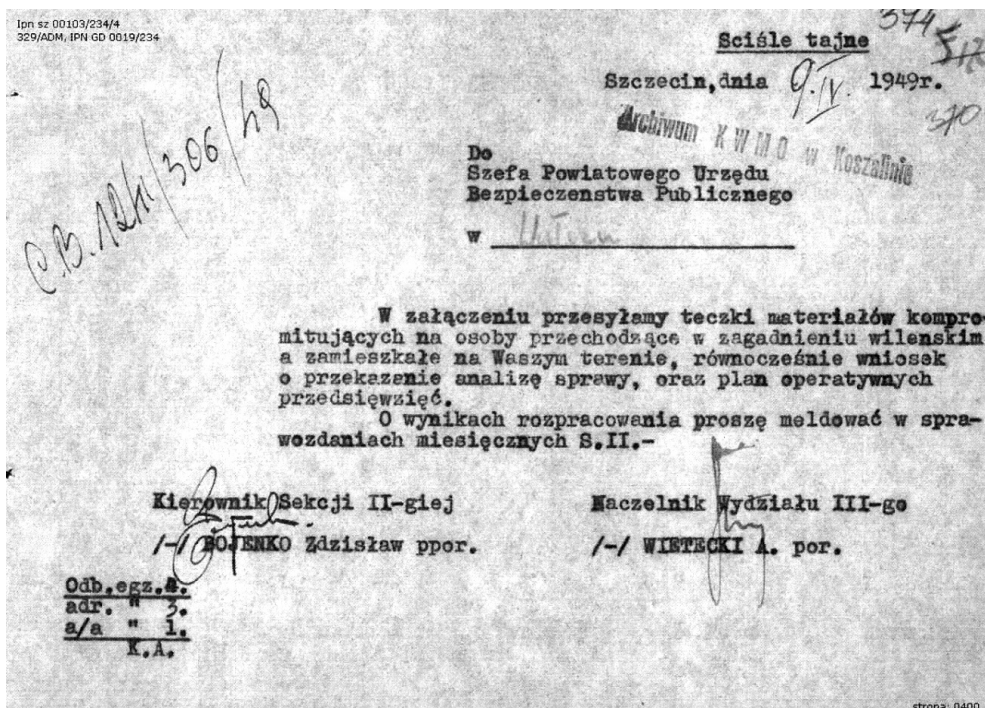 Ipn sz 00103/234/4
329/ADM, IPN GD 0019/234
374
Sciśle tajne
Szczecin,dnia 9.IV. 1949r.
370
Archiwum K W M O w Koszalinie
Do
Szefa Powiatowego Urzędu
Bezpieczenstwa Publicznego
w
W załączeniu przesyłamy teczki materiałów kompro-
mitujących na osoby przechodzące w zagadnieniu wilenskim
a zamieszkałe na Waszym terenie, równocześnie wniosek
o przekazenie analizę sprawy, oraz plan operatywnych
przedsięwzięć.
O wynikach rozpracowania proszę meldować w spra-
wozdaniach miesięcznych S.II.-
Kierownik Sekcji II-giej
Naczelnik Wydziału III-go
/-/ BOJENKO Zdzisław ppor.
/-/ WIETECKI A. por.
Odb.egz.4.
adr. " 3.
a/a " 1.
K.A.
strona: 0400